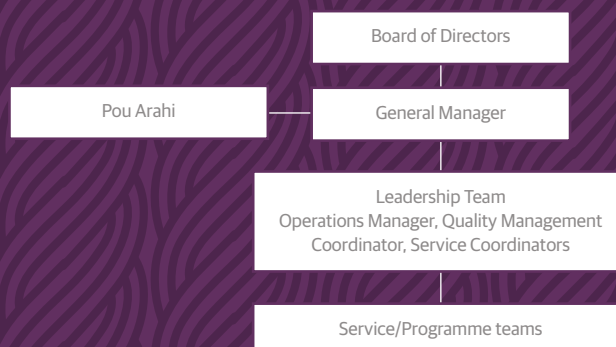 Board of Directors
Pou Arahi
General Manager
Leadership Team
Operations Manager, Quality Management
Coordinator, Service Coordinators
Service/Programme teams